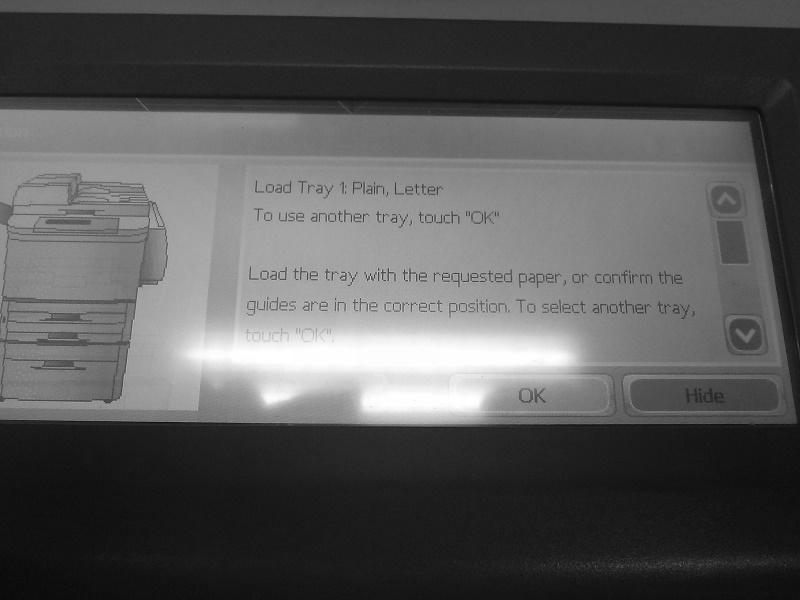 Load Tray 1: Plain, Letter
To use another tray, touch "OK"
Load the tray with the requested paper, or confirm the
guides are in the correct position. To select another tray,
touch "OK".
OK
Hide